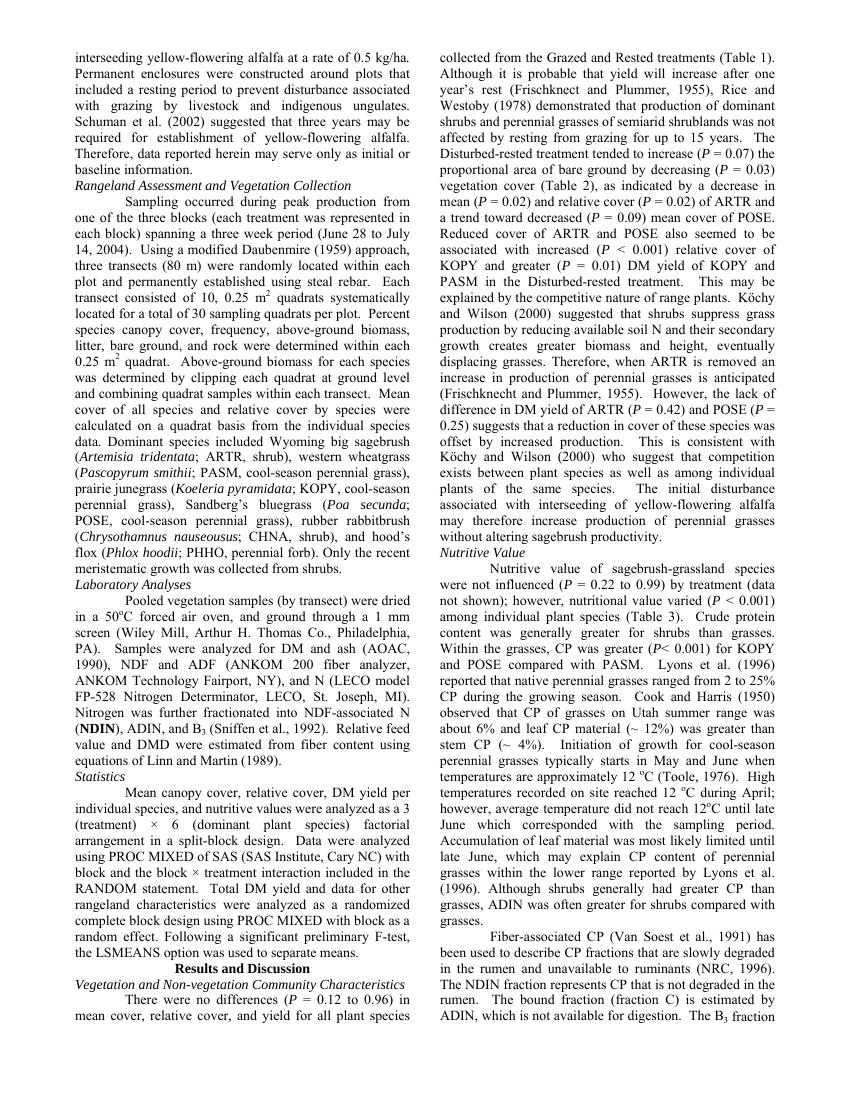 interseeding yellow-flowering alfalfa at a rate of 0.5 kg/ha.
Permanent enclosures were constructed around plots that
included a resting period to prevent disturbance associated
with grazing by livestock and indigenous ungulates.
Schuman et al. (2002) suggested that three years may be
required for establishment of yellow-flowering alfalfa.
Therefore, data reported herein may serve only as initial or
baseline information.
Rangeland Assessment and Vegetation Collection
Sampling occurred during peak production from
one of the three blocks (each treatment was represented in
each block) spanning a three week period (June 28 to July
14, 2004). Using a modified Daubenmire (1959) approach,
three transects (80 m) were randomly located within each
plot and permanently established using steal rebar. Each
transect consisted of 10, 0.25 m² quadrats systematically
located for a total of 30 sampling quadrats per plot. Percent
species canopy cover, frequency, above-ground biomass,
litter, bare ground, and rock were determined within each
0.25 m² quadrat. Above-ground biomass for each species
was determined by clipping each quadrat at ground level
and combining quadrat samples within each transect. Mean
cover of all species and relative cover by species were
calculated on a quadrat basis from the individual species
data. Dominant species included Wyoming big sagebrush
(Artemisia tridentata; ARTR, shrub), western wheatgrass
(Pascopyrum smithii; PASM, cool-season perennial grass),
prairie junegrass (Koeleria pyramidata; KOPY, cool-season
perennial grass), Sandberg's bluegrass (Poa secunda;
POSE, cool-season perennial grass), rubber rabbitbrush
(Chrysothamnus nauseousus; CHNA, shrub), and hood's
flox (Phlox hoodii; PHHO, perennial forb). Only the recent
meristematic growth was collected from shrubs.
Laboratory Analyses
Pooled vegetation samples (by transect) were dried
in a 50°C forced air oven, and ground through a 1 mm
screen (Wiley Mill, Arthur H. Thomas Co., Philadelphia,
PA). Samples were analyzed for DM and ash (AOAC,
1990), NDF and ADF (ANKOM 200 fiber analyzer,
ANKOM Technology Fairport, NY), and N (LECO model
FP-528 Nitrogen Determinator, LECO, St. Joseph, MI).
Nitrogen was further fractionated into NDF-associated N
(NDIN), ADIN, and B₃ (Sniffen et al., 1992). Relative feed
value and DMD were estimated from fiber content using
equations of Linn and Martin (1989).
Statistics
Mean canopy cover, relative cover, DM yield per
individual species, and nutritive values were analyzed as a 3
(treatment) × 6 (dominant plant species) factorial
arrangement in a split-block design. Data were analyzed
using PROC MIXED of SAS (SAS Institute, Cary NC) with
block and the block × treatment interaction included in the
RANDOM statement. Total DM yield and data for other
rangeland characteristics were analyzed as a randomized
complete block design using PROC MIXED with block as a
random effect. Following a significant preliminary F-test,
the LSMEANS option was used to separate means.
Results and Discussion
Vegetation and Non-vegetation Community Characteristics
There were no differences (P = 0.12 to 0.96) in
mean cover, relative cover, and yield for all plant species
collected from the Grazed and Rested treatments (Table 1).
Although it is probable that yield will increase after one
year's rest (Frischknect and Plummer, 1955), Rice and
Westoby (1978) demonstrated that production of dominant
shrubs and perennial grasses of semiarid shrublands was not
affected by resting from grazing for up to 15 years. The
Disturbed-rested treatment tended to increase (P = 0.07) the
proportional area of bare ground by decreasing (P = 0.03)
vegetation cover (Table 2), as indicated by a decrease in
mean (P = 0.02) and relative cover (P = 0.02) of ARTR and
a trend toward decreased (P = 0.09) mean cover of POSE.
Reduced cover of ARTR and POSE also seemed to be
associated with increased (P < 0.001) relative cover of
KOPY and greater (P = 0.01) DM yield of KOPY and
PASM in the Disturbed-rested treatment. This may be
explained by the competitive nature of range plants. Köchy
and Wilson (2000) suggested that shrubs suppress grass
production by reducing available soil N and their secondary
growth creates greater biomass and height, eventually
displacing grasses. Therefore, when ARTR is removed an
increase in production of perennial grasses is anticipated
(Frischknecht and Plummer, 1955). However, the lack of
difference in DM yield of ARTR (P = 0.42) and POSE (P =
0.25) suggests that a reduction in cover of these species was
offset by increased production. This is consistent with
Köchy and Wilson (2000) who suggest that competition
exists between plant species as well as among individual
plants of the same species. The initial disturbance
associated with interseeding of yellow-flowering alfalfa
may therefore increase production of perennial grasses
without altering sagebrush productivity.
Nutritive Value
Nutritive value of sagebrush-grassland species
were not influenced (P = 0.22 to 0.99) by treatment (data
not shown); however, nutritional value varied (P < 0.001)
among individual plant species (Table 3). Crude protein
content was generally greater for shrubs than grasses.
Within the grasses, CP was greater (P< 0.001) for KOPY
and POSE compared with PASM. Lyons et al. (1996)
reported that native perennial grasses ranged from 2 to 25%
CP during the growing season. Cook and Harris (1950)
observed that CP of grasses on Utah summer range was
about 6% and leaf CP material (~ 12%) was greater than
stem CP (~ 4%). Initiation of growth for cool-season
perennial grasses typically starts in May and June when
temperatures are approximately 12 °C (Toole, 1976). High
temperatures recorded on site reached 12 °C during April;
however, average temperature did not reach 12°C until late
June which corresponded with the sampling period.
Accumulation of leaf material was most likely limited until
late June, which may explain CP content of perennial
grasses within the lower range reported by Lyons et al.
(1996). Although shrubs generally had greater CP than
grasses, ADIN was often greater for shrubs compared with
grasses.
Fiber-associated CP (Van Soest et al., 1991) has
been used to describe CP fractions that are slowly degraded
in the rumen and unavailable to ruminants (NRC, 1996).
The NDIN fraction represents CP that is not degraded in the
rumen. The bound fraction (fraction C) is estimated by
ADIN, which is not available for digestion. The B₃ fraction